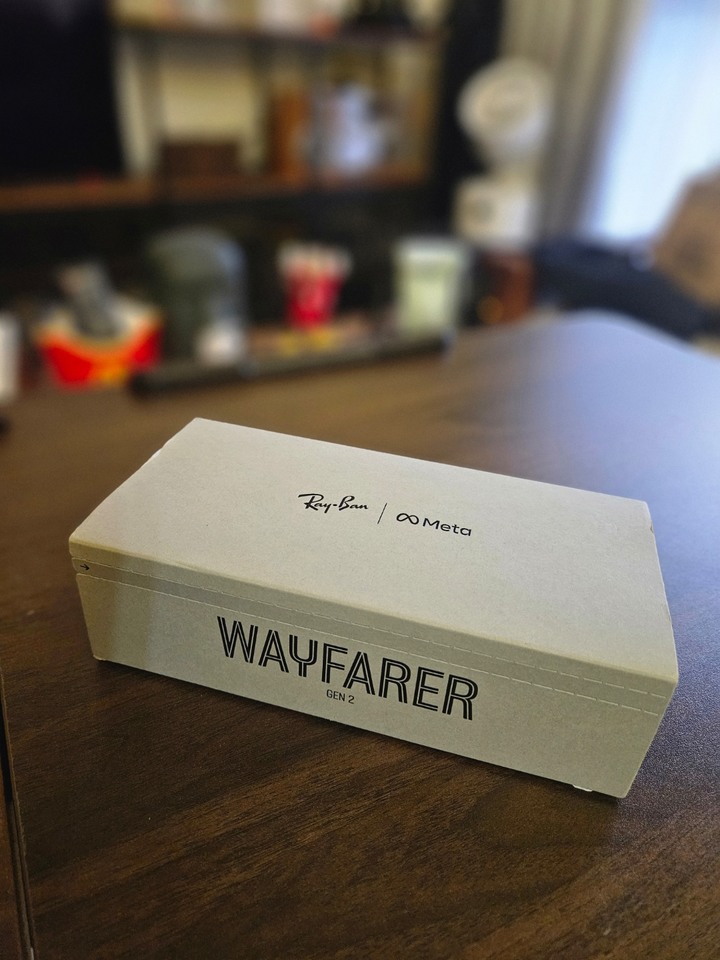 Ray-Ban | ∞ Meta
WAYFARER
GEN 2